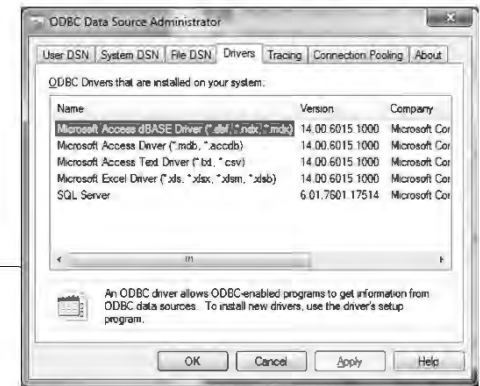 ODBC Data Source Administrator
User DSN System DSN File DSN Drivers Tracing Connection Pooling About
ODBC Drivers that are installed on your system:
Name Version Company
Microsoft Access dBASE Driver (*.dbf, *.ndx, *.mdx) 14.00.6015.1000 Microsoft Cor
Microsoft Access Driver (*.mdb, *.accdb) 14.00.6015.1000 Microsoft Cor
Microsoft Access Text Driver (*.txt, *.csv) 14.00.6015.1000 Microsoft Cor
Microsoft Excel Driver (*.xls, *.xlsx, *.xlsm, *.xlsb) 14.00.6015.1000 Microsoft Cor
SQL Server 6.01.7601.17514 Microsoft Cor
An ODBC driver allows ODBC-enabled programs to get information from
ODBC data sources. To install new drivers, use the driver's setup
program.
OK Cancel Apply Help